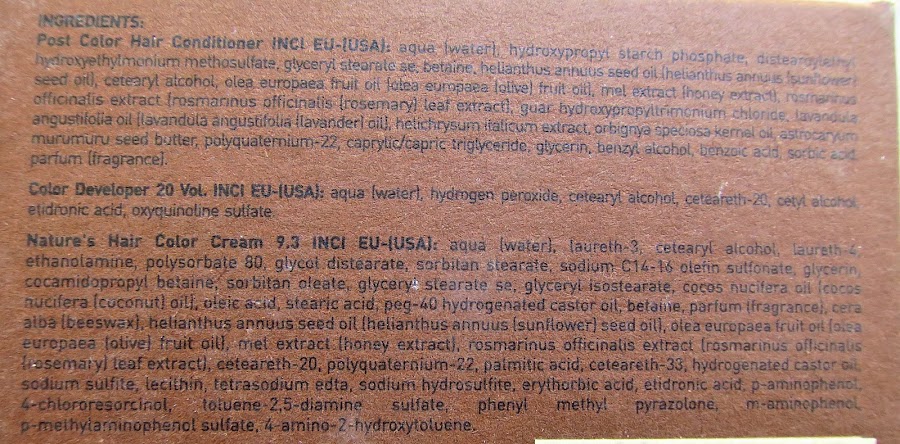 INGREDIENTS:
Post Color Hair Conditioner INCI EU-(USA): aqua (water), hydroxypropyl starch phosphate, distearoylethyl
hydroxyethylmonium methosulfate, glyceryl stearate se, betaine, helianthus annuus seed oil (helianthus annuus (sunflower)
seed oil), cetearyl alcohol, olea europaea fruit oil (olea europaea (olive) fruit oil), mel extract (honey extract), rosmarinus
officinalis extract (rosmarinus officinalis (rosemary) leaf extract), guar hydroxypropyltrimonium chloride, lavandula
angustifolia oil (lavandula angustifolia (lavander) oil), helichrysum italicum extract, orbignya speciosa kernel oil, astrocaryum
murumuru seed butter, polyquaternium-22, caprylic/capric triglyceride, glycerin, benzyl alcohol, benzoic acid, sorbic acid,
parfum (fragrance).
Color Developer 20 Vol. INCI EU-(USA): aqua (water), hydrogen peroxide, cetearyl alcohol, ceteareth-20, cetyl alcohol,
etidronic acid, oxyquinoline sulfate.
Nature's Hair Color Cream 9.3 INCI EU-(USA): aqua (water), laureth-3, cetearyl alcohol, laureth-4,
ethanolamine, polysorbate 80, glycol distearate, sorbitan stearate, sodium C14-16 olefin sulfonate, glycerin,
cocamidopropyl betaine, sorbitan oleate, glyceryl stearate se, glyceryl isostearate, cocos nucifera oil (cocos
nucifera (coconut) oil), oleic acid, stearic acid, peg-40 hydrogenated castor oil, betaine, parfum (fragrance), cera
alba (beeswax), helianthus annuus seed oil (helianthus annuus (sunflower) seed oil), olea europaea fruit oil (olea
europaea (olive) fruit oil), mel extract (honey extract), rosmarinus officinalis extract (rosmarinus officinalis
(rosemary) leaf extract), ceteareth-20, polyquaternium-22, palmitic acid, ceteareth-33, hydrogenated castor oil,
sodium sulfite, lecithin, tetrasodium edta, sodium hydrosulfite, erythorbic acid, etidronic acid, p-aminophenol,
4-chlororesorcinol, toluene-2,5-diamine sulfate, phenyl methyl pyrazolone, m-aminophenol,
p-methylaminophenol sulfate, 4-amino-2-hydroxytoluene.